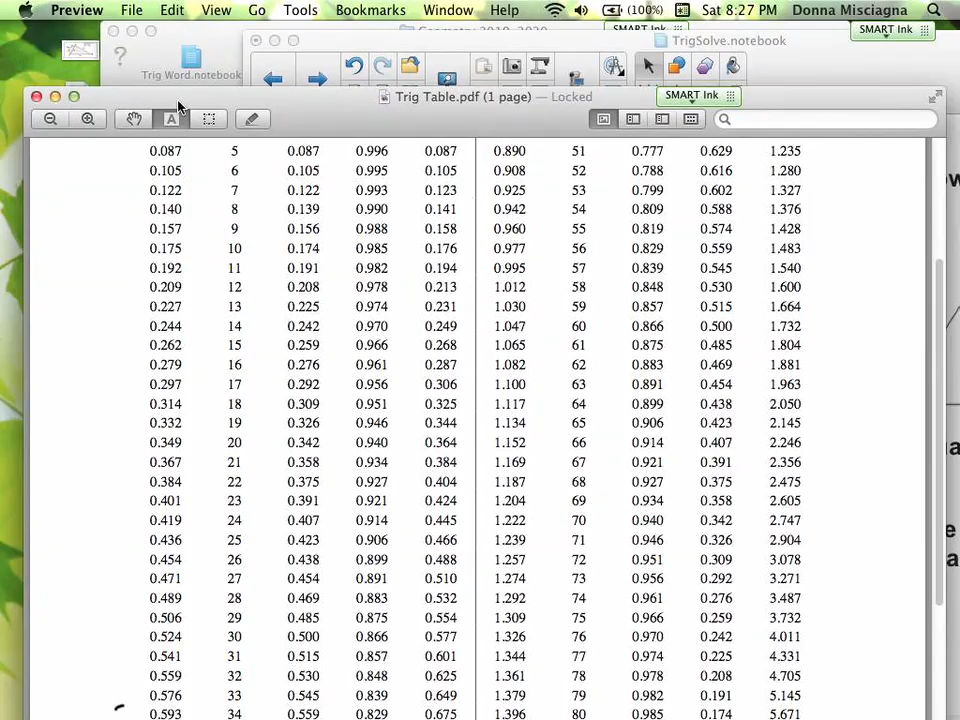 Preview File Edit View Go Tools Bookmarks Window Help (100%) Sat 8:27 PM Donna Misciagna
SMART Ink
TrigSolve.notebook
Trig Word.notebook
Trig Table.pdf (1 page) — Locked SMART Ink
0.087 5 0.087 0.996 0.087 0.890 51 0.777 0.629 1.235
0.105 6 0.105 0.995 0.105 0.908 52 0.788 0.616 1.280
0.122 7 0.122 0.993 0.123 0.925 53 0.799 0.602 1.327
0.140 8 0.139 0.990 0.141 0.942 54 0.809 0.588 1.376
0.157 9 0.156 0.988 0.158 0.960 55 0.819 0.574 1.428
0.175 10 0.174 0.985 0.176 0.977 56 0.829 0.559 1.483
0.192 11 0.191 0.982 0.194 0.995 57 0.839 0.545 1.540
0.209 12 0.208 0.978 0.213 1.012 58 0.848 0.530 1.600
0.227 13 0.225 0.974 0.231 1.030 59 0.857 0.515 1.664
0.244 14 0.242 0.970 0.249 1.047 60 0.866 0.500 1.732
0.262 15 0.259 0.966 0.268 1.065 61 0.875 0.485 1.804
0.279 16 0.276 0.961 0.287 1.082 62 0.883 0.469 1.881
0.297 17 0.292 0.956 0.306 1.100 63 0.891 0.454 1.963
0.314 18 0.309 0.951 0.325 1.117 64 0.899 0.438 2.050
0.332 19 0.326 0.946 0.344 1.134 65 0.906 0.423 2.145
0.349 20 0.342 0.940 0.364 1.152 66 0.914 0.407 2.246
0.367 21 0.358 0.934 0.384 1.169 67 0.921 0.391 2.356
0.384 22 0.375 0.927 0.404 1.187 68 0.927 0.375 2.475
0.401 23 0.391 0.921 0.424 1.204 69 0.934 0.358 2.605
0.419 24 0.407 0.914 0.445 1.222 70 0.940 0.342 2.747
0.436 25 0.423 0.906 0.466 1.239 71 0.946 0.326 2.904
0.454 26 0.438 0.899 0.488 1.257 72 0.951 0.309 3.078
0.471 27 0.454 0.891 0.510 1.274 73 0.956 0.292 3.271
0.489 28 0.469 0.883 0.532 1.292 74 0.961 0.276 3.487
0.506 29 0.485 0.875 0.554 1.309 75 0.966 0.259 3.732
0.524 30 0.500 0.866 0.577 1.326 76 0.970 0.242 4.011
0.541 31 0.515 0.857 0.601 1.344 77 0.974 0.225 4.331
0.559 32 0.530 0.848 0.625 1.361 78 0.978 0.208 4.705
0.576 33 0.545 0.839 0.649 1.379 79 0.982 0.191 5.145
0.593 34 0.559 0.829 0.675 1.396 80 0.985 0.174 5.671